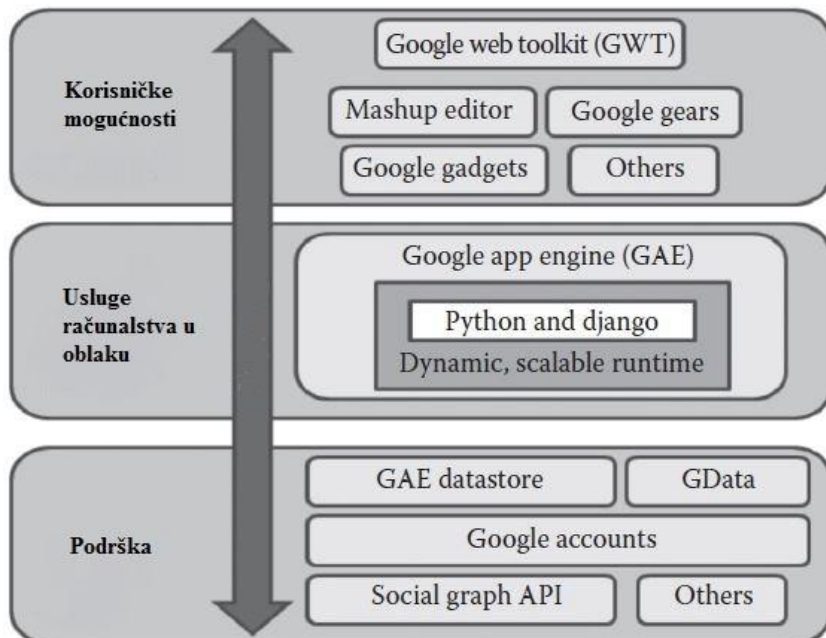 Korisničke
mogućnosti
Google web toolkit (GWT)
Mashup editor
Google gears
Google gadgets
Others
Usluge
računalstva u
oblaku
Google app engine (GAE)
Python and django
Dynamic, scalable runtime
Podrška
GAE datastore
GData
Google accounts
Social graph API
Others